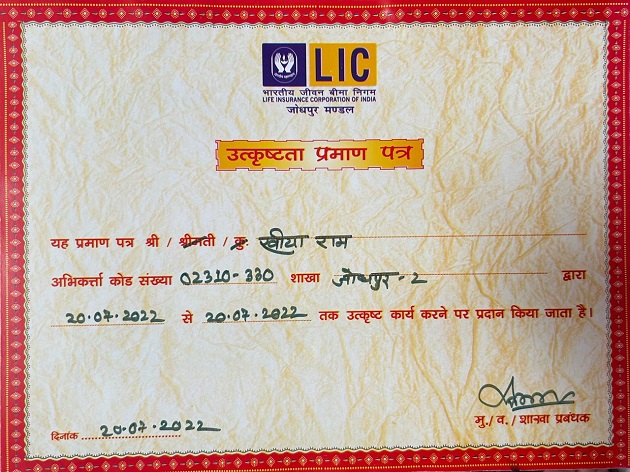 LIC
भारतीय जीवन बीमा निगम
LIFE INSURANCE CORPORATION OF INDIA
जोधपुर मण्डल
उत्कृष्टता प्रमाण पत्र
यह प्रमाण पत्र श्री / श्रीमती / कु. खीया राम
अभिकर्त्ता कोड संख्या 02310-330 शाखा जोधपुर-2 द्वारा
20.07.2022 से 20.07.2022 तक उत्कृष्ट कार्य करने पर प्रदान किया जाता है।
मु./व./शाखा प्रबंधक
दिनांक 20.07.2022